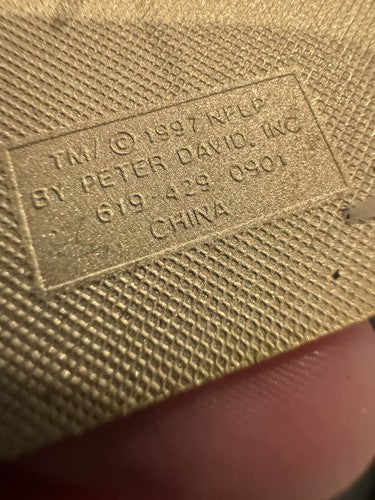 TM/ © 1997 NFLP
BY PETER DAVID, INC
619 429 0901
CHINA